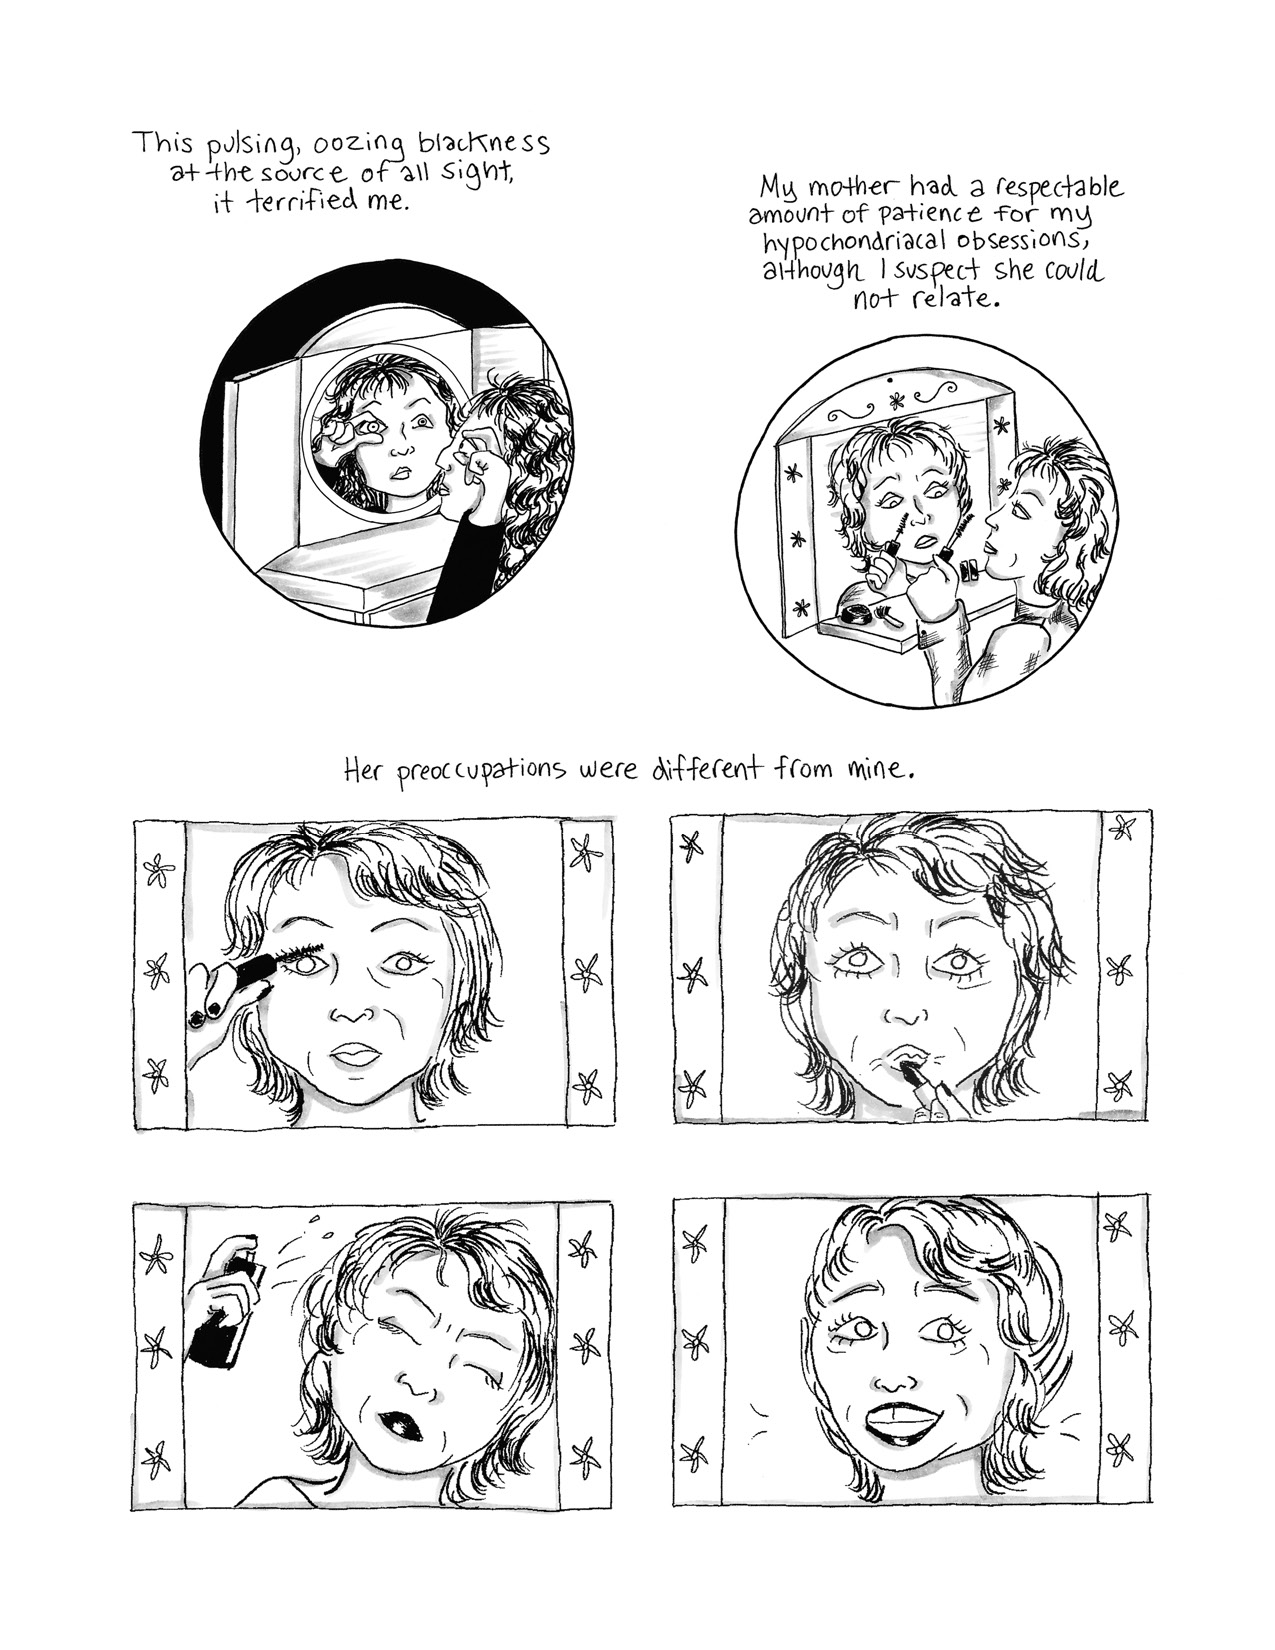 This pulsing, oozing blackness
at the source of all sight,
it terrified me.
My mother had a respectable
amount of patience for my
hypochondriacal obsessions,
although I suspect she could
not relate.
Her preoccupations were different from mine.